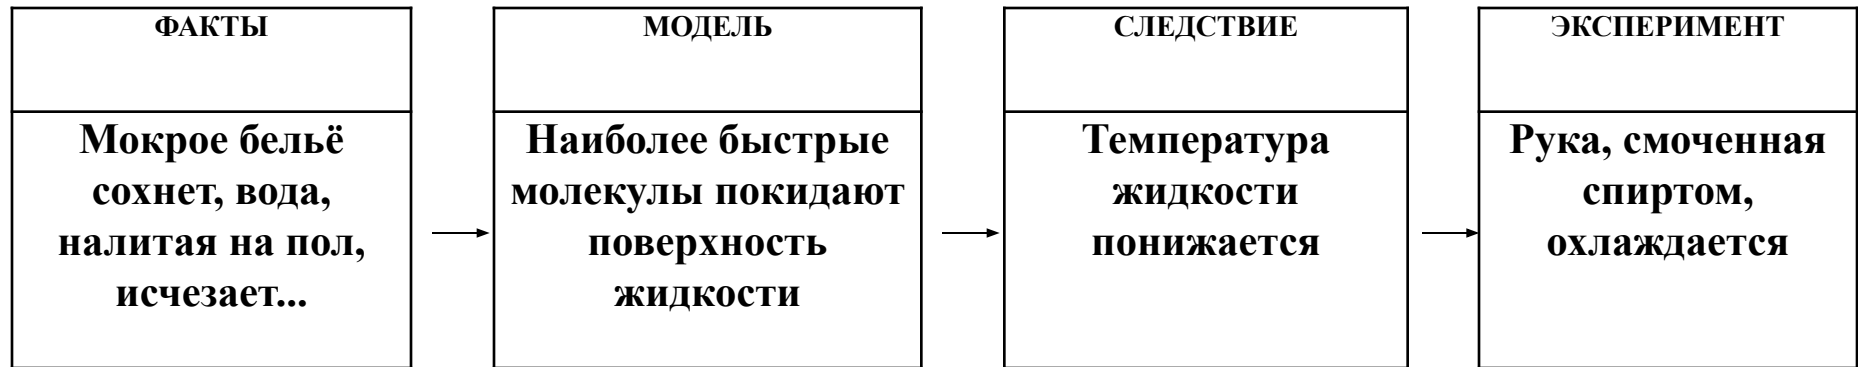 ФАКТЫ
Мокрое бельё
сохнет, вода,
налитая на пол,
исчезает...
МОДЕЛЬ
Наиболее быстрые
молекулы покидают
поверхность
жидкости
СЛЕДСТВИЕ
Температура
жидкости
понижается
ЭКСПЕРИМЕНТ
Рука, смоченная
спиртом,
охлаждается